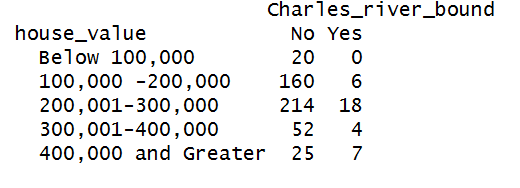 Charles_river_bound
house_value No Yes
Below 100,000 20 0
100,000 -200,000 160 6
200,001-300,000 214 18
300,001-400,000 52 4
400,000 and Greater 25 7